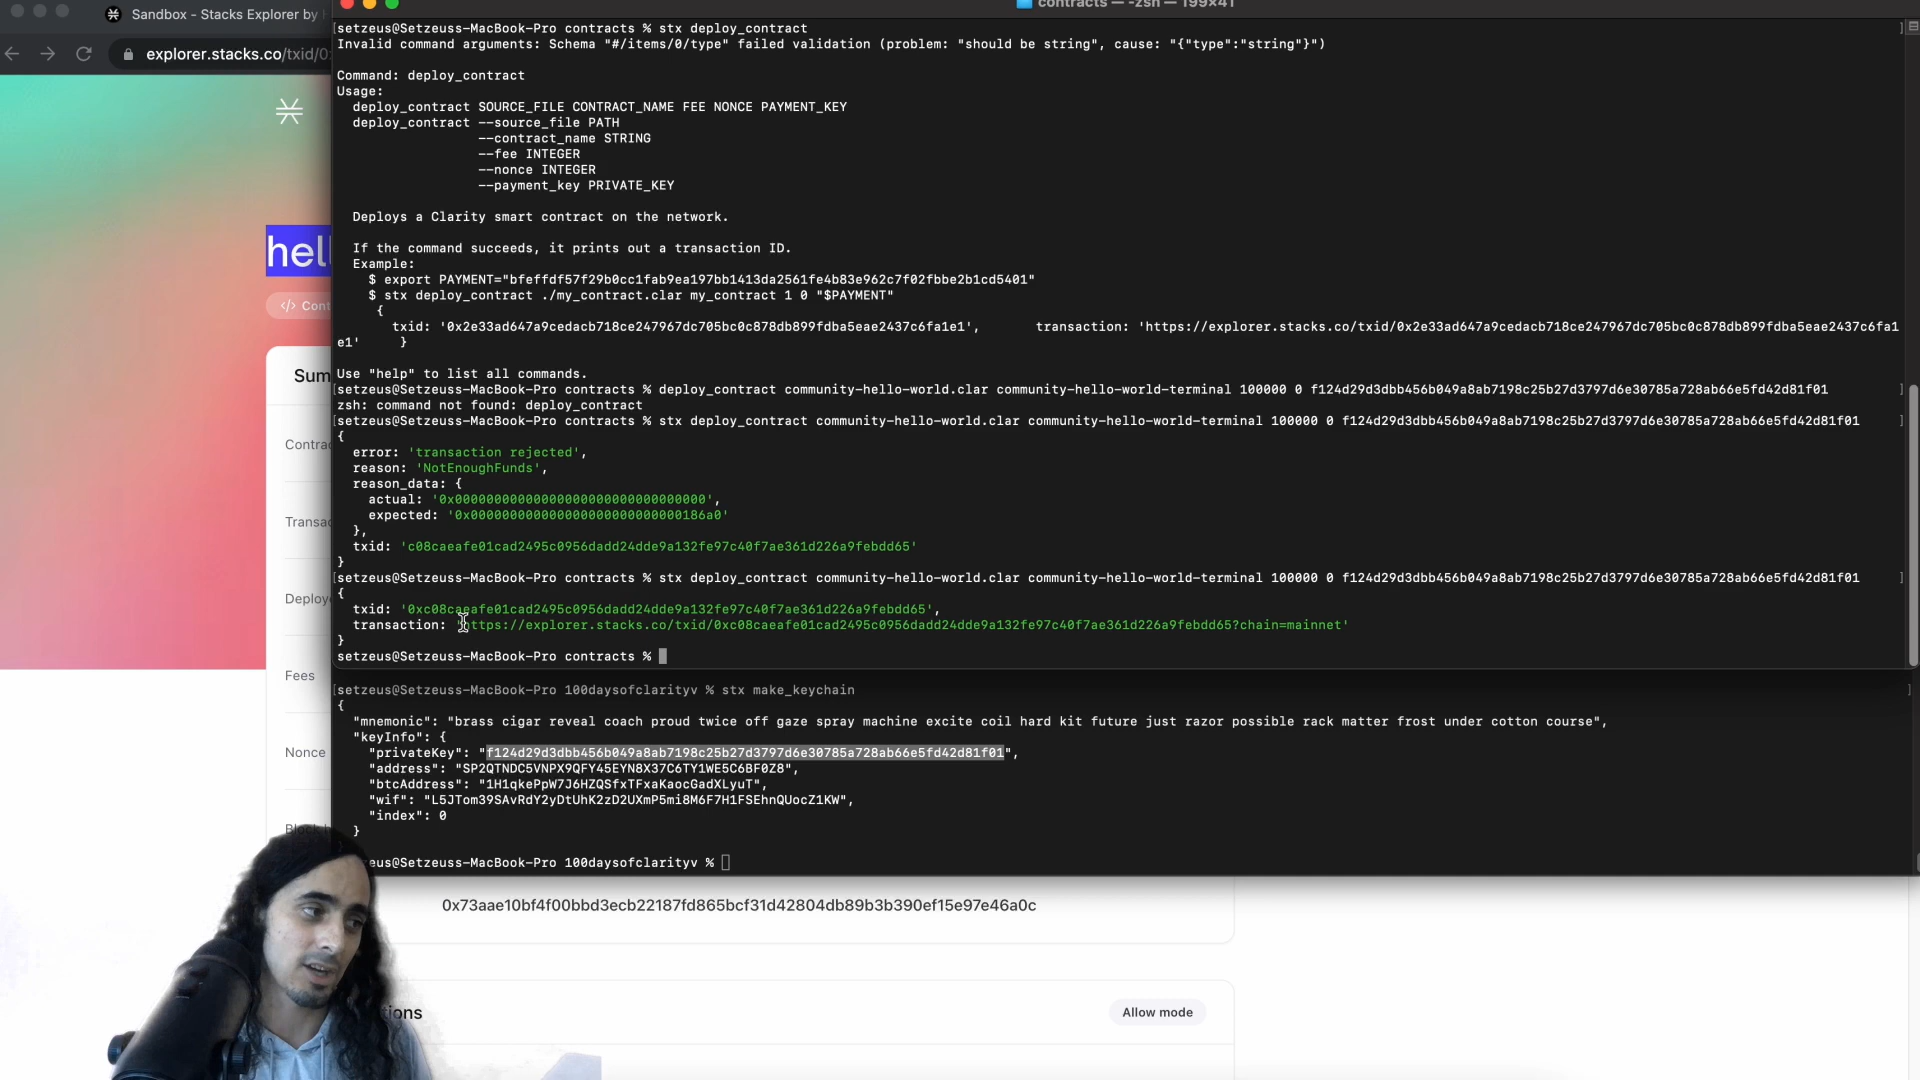 Sandbox - Stacks Explorer by
explorer.stacks.co/txid/0
contracts — -zsh — 199×41
setzeus@Setzeuss-MacBook-Pro contracts % stx deploy_contract
Invalid command arguments: Schema "#/items/0/type" failed validation (problem: "should be string", cause: "{"type":"string"}")
Command: deploy_contract
Usage:
deploy_contract SOURCE_FILE CONTRACT_NAME FEE NONCE PAYMENT_KEY
deploy_contract --source_file PATH
--contract_name STRING
--fee INTEGER
--nonce INTEGER
--payment_key PRIVATE_KEY
Deploys a Clarity smart contract on the network.
If the command succeeds, it prints out a transaction ID.
Example:
$ export PAYMENT="bfeffdf57f29b0cc1fab9ea197bb1413da2561fe4b83e962c7f02fbbe2b1cd5401"
$ stx deploy_contract ./my_contract.clar my_contract 1 0 "$PAYMENT"
{
txid: '0x2e33ad647a9cedacb718ce247967dc705bc0c878db899fdba5eae2437c6fa1e1', transaction: 'https://explorer.stacks.co/txid/0x2e33ad647a9cedacb718ce247967dc705bc0c878db899fdba5eae2437c6fa1
e1' }
Use "help" to list all commands.
setzeus@Setzeuss-MacBook-Pro contracts % deploy_contract community-hello-world.clar community-hello-world-terminal 100000 0 f124d29d3dbb456b049a8ab7198c25b27d3797d6e30785a728ab66e5fd42d81f01
zsh: command not found: deploy_contract
setzeus@Setzeuss-MacBook-Pro contracts % stx deploy_contract community-hello-world.clar community-hello-world-terminal 100000 0 f124d29d3dbb456b049a8ab7198c25b27d3797d6e30785a728ab66e5fd42d81f01
{
error: 'transaction rejected',
reason: 'NotEnoughFunds',
reason_data: {
actual: '0x00000000000000000000000000000000',
expected: '0x000000000000000000000000000186a0'
},
txid: 'c08caeafe01cad2495c0956dadd24dde9a132fe97c40f7ae361d226a9febdd65'
}
setzeus@Setzeuss-MacBook-Pro contracts % stx deploy_contract community-hello-world.clar community-hello-world-terminal 100000 0 f124d29d3dbb456b049a8ab7198c25b27d3797d6e30785a728ab66e5fd42d81f01
{
txid: '0xc08caeafe01cad2495c0956dadd24dde9a132fe97c40f7ae361d226a9febdd65',
transaction: 'https://explorer.stacks.co/txid/0xc08caeafe01cad2495c0956dadd24dde9a132fe97c40f7ae361d226a9febdd65?chain=mainnet'
}
setzeus@Setzeuss-MacBook-Pro contracts %
setzeus@Setzeuss-MacBook-Pro 100daysofclarityv % stx make_keychain
{
"mnemonic": "brass cigar reveal coach proud twice off gaze spray machine excite coil hard kit future just razor possible rack matter frost under cotton course",
"keyInfo": {
"privateKey": "f124d29d3dbb456b049a8ab7198c25b27d3797d6e30785a728ab66e5fd42d81f01",
"address": "SP2QTNDC5VNPX9QFY45EYN8X37C6TY1WE5C6BF0Z8",
"btcAddress": "1H1qkePpW7J6HZQSfxTFxaKaocGadXLyuT",
"wif": "L5JTom39SAvRdY2yDtUhK2zD2UXmP5mi8M6F7H1FSEhnQUocZ1KW",
"index": 0
}
eus@Setzeuss-MacBook-Pro 100daysofclarityv %
hell
</> Cont
Sum
Contrac
Transac
Deploye
Fees
Nonce
0x73aae10bf4f00bbd3ecb22187fd865bcf31d42804db89b3b390ef15e97e46a0c
tions
Allow mode